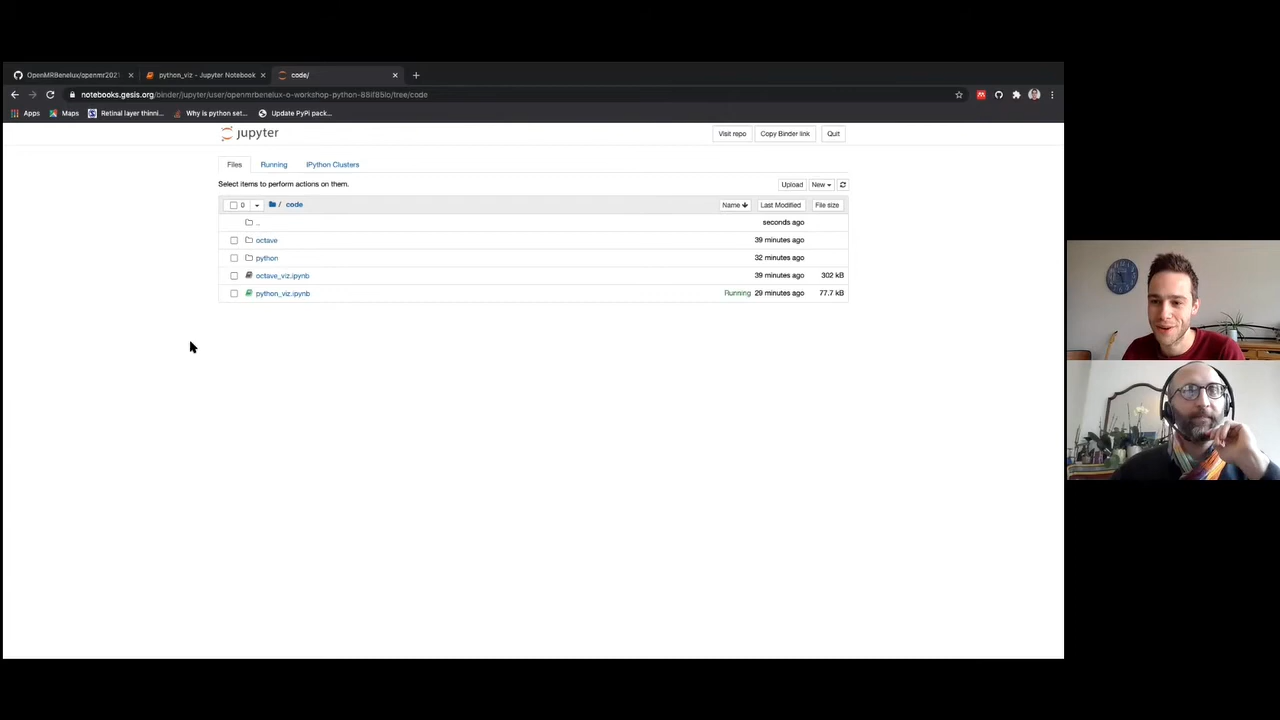 OpenMRBenelux/openmr2021
python_viz - Jupyter Notebook
code/
notebooks.gesis.org/binder/jupyter/user/openmrbenelux-o-workshop-python-88if85lo/tree/code
Apps
Maps
Retinal layer thinni...
Why is python set...
Update PyPi pack...
jupyter
Visit repo
Copy Binder link
Quit
Files
Running
IPython Clusters
Select items to perform actions on them.
Upload
New
0
/ code
Name
Last Modified
File size
..
seconds ago
octave
39 minutes ago
python
32 minutes ago
octave_viz.ipynb
39 minutes ago
302 kB
python_viz.ipynb
Running
29 minutes ago
77.7 kB